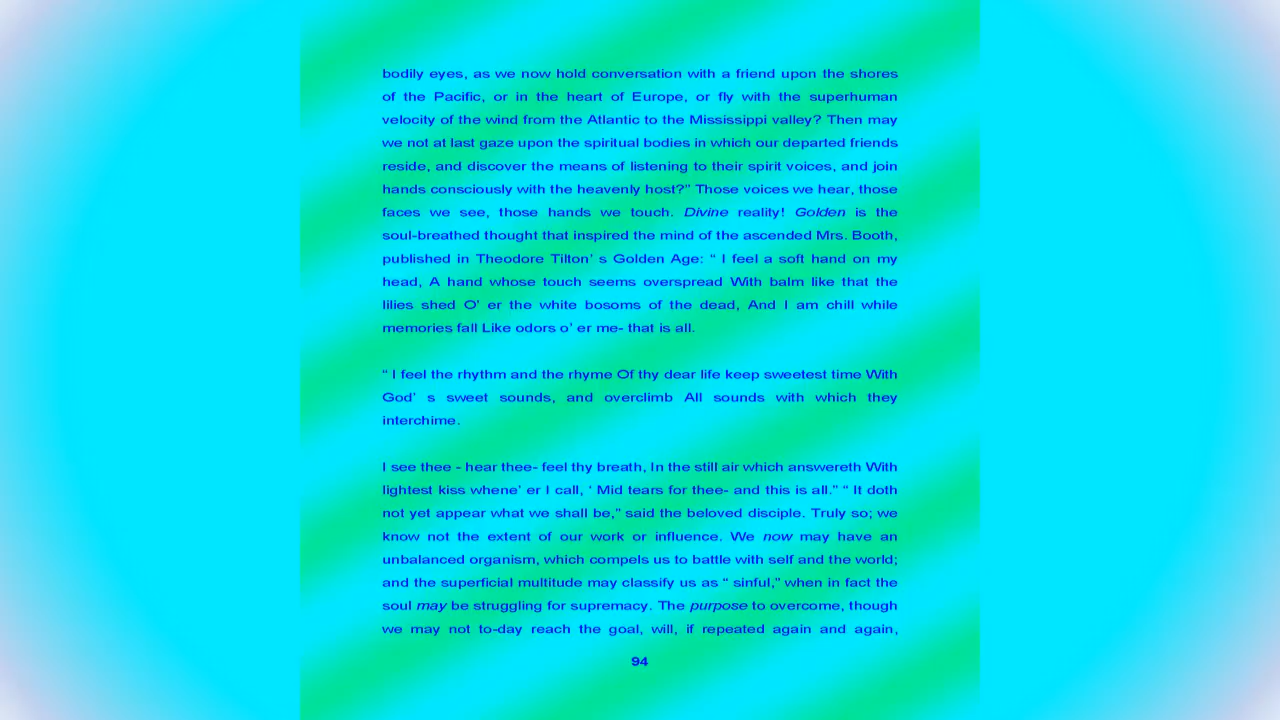 bodily eyes, as we now hold conversation with a friend upon the shores
of the Pacific, or in the heart of Europe, or fly with the superhuman
velocity of the wind from the Atlantic to the Mississippi valley? Then may
we not at last gaze upon the spiritual bodies in which our departed friends
reside, and discover the means of listening to their spirit voices, and join
hands consciously with the heavenly host?" Those voices we hear, those
faces we see, those hands we touch. Divine reality! Golden is the
soul-breathed thought that inspired the mind of the ascended Mrs. Booth,
published in Theodore Tilton' s Golden Age: " I feel a soft hand on my
head, A hand whose touch seems overspread With balm like that the
lilies shed O' er the white bosoms of the dead, And I am chill while
memories fall Like odors o' er me- that is all.

" I feel the rhythm and the rhyme Of thy dear life keep sweetest time With
God' s sweet sounds, and overclimb All sounds with which they
interchime.

I see thee - hear thee- feel thy breath, In the still air which answereth With
lightest kiss whene' er I call, ' Mid tears for thee- and this is all." " It doth
not yet appear what we shall be," said the beloved disciple. Truly so; we
know not the extent of our work or influence. We now may have an
unbalanced organism, which compels us to battle with self and the world;
and the superficial multitude may classify us as " sinful," when in fact the
soul may be struggling for supremacy. The purpose to overcome, though
we may not to-day reach the goal, will, if repeated again and again,
94